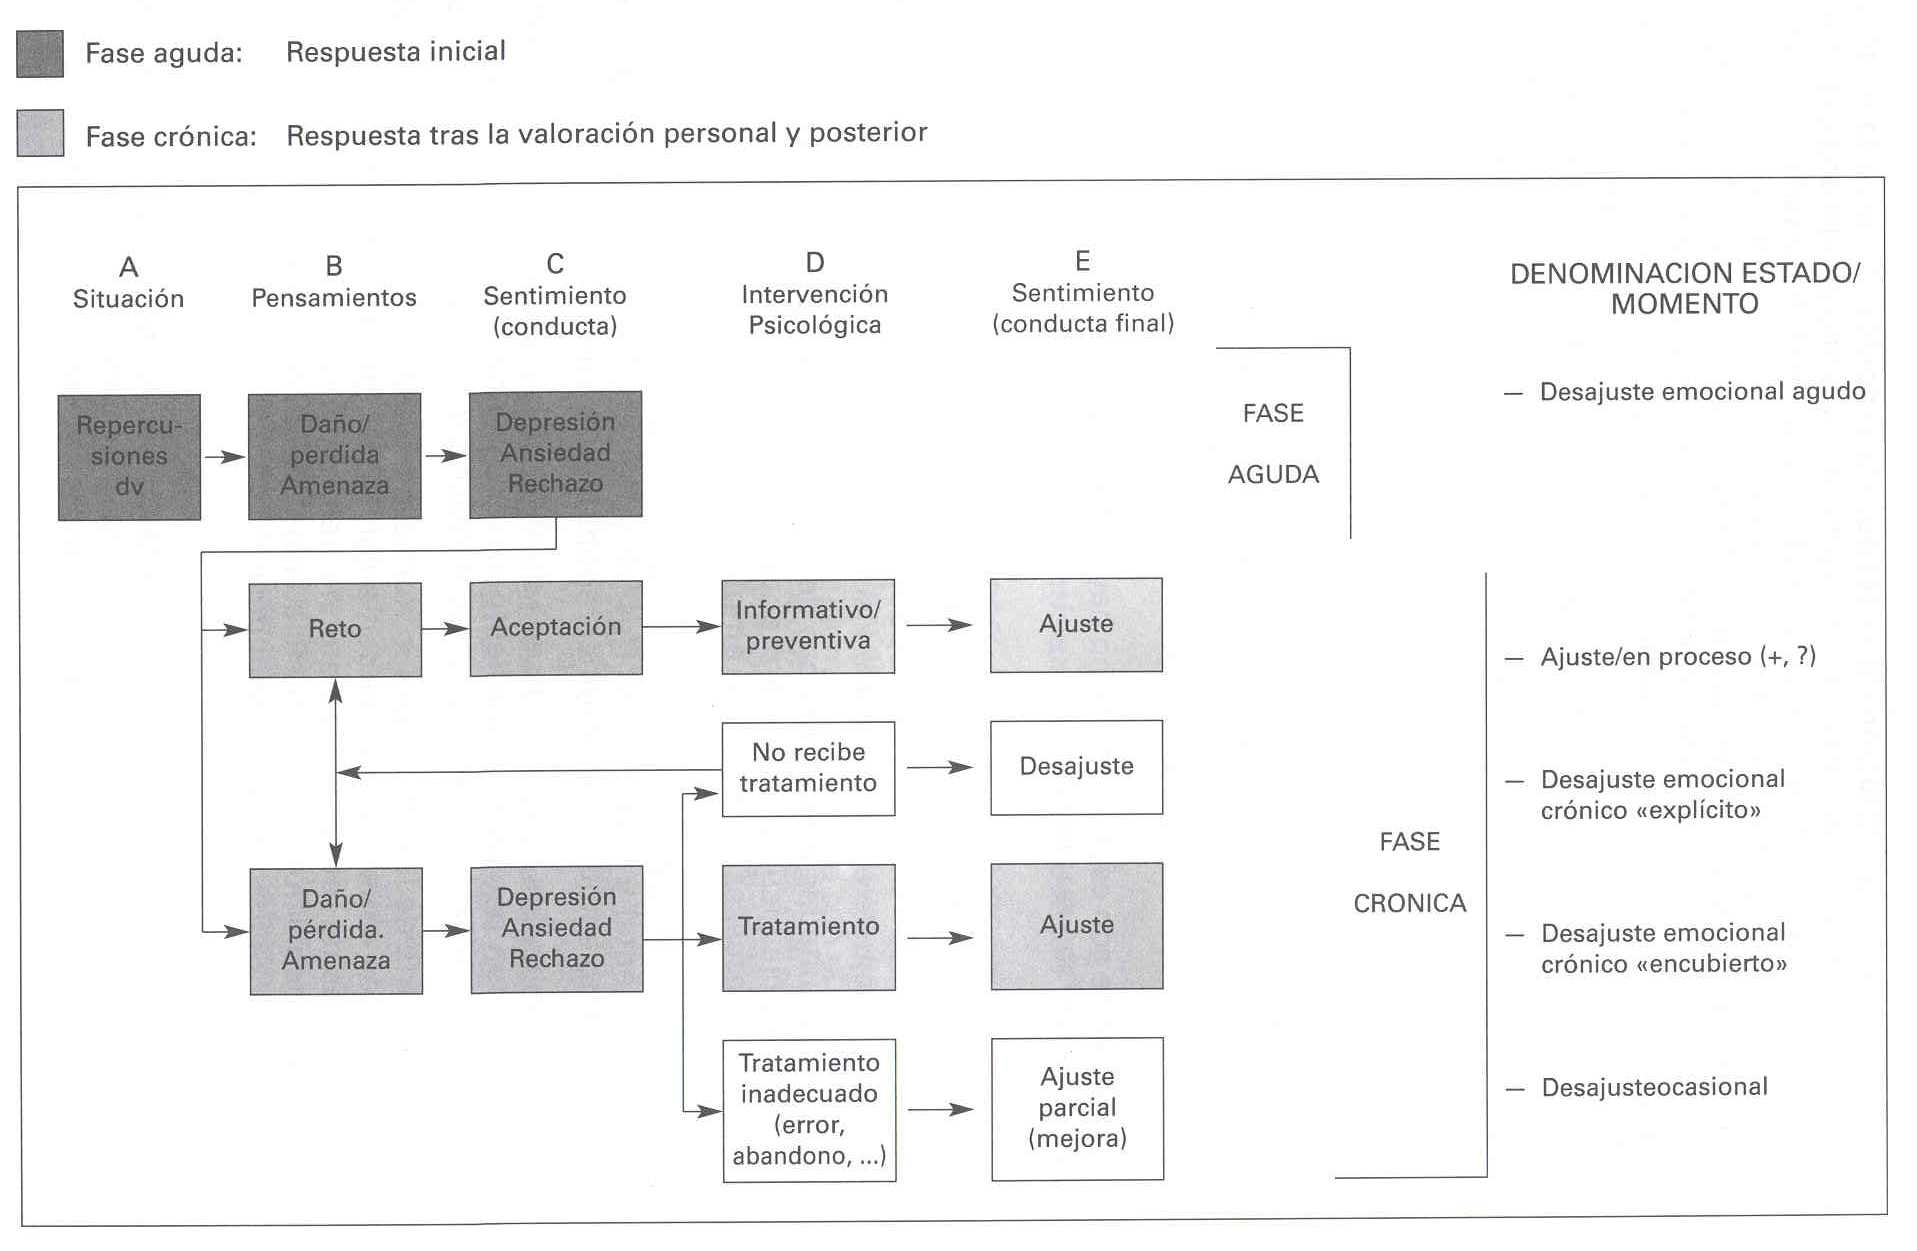 Fase aguda: Respuesta inicial
Fase crónica: Respuesta tras la valoración personal y posterior
A
Situación
B
Pensamientos
C
Sentimiento
(conducta)
D
Intervención
Psicológica
E
Sentimiento
(conducta final)
DENOMINACION ESTADO/
MOMENTO
Repercu-
siones
dv
Daño/
perdida
Amenaza
Depresión
Ansiedad
Rechazo
FASE
AGUDA
— Desajuste emocional agudo
Reto
Aceptación
Informativo/
preventiva
Ajuste
— Ajuste/en proceso (+, ?)
No recibe
tratamiento
Desajuste
— Desajuste emocional
crónico «explícito»
FASE
CRONICA
Daño/
pérdida.
Amenaza
Depresión
Ansiedad
Rechazo
Tratamiento
Ajuste
— Desajuste emocional
crónico «encubierto»
Tratamiento
inadecuado
(error,
abandono, ...)
Ajuste
parcial
(mejora)
— Desajusteocasional